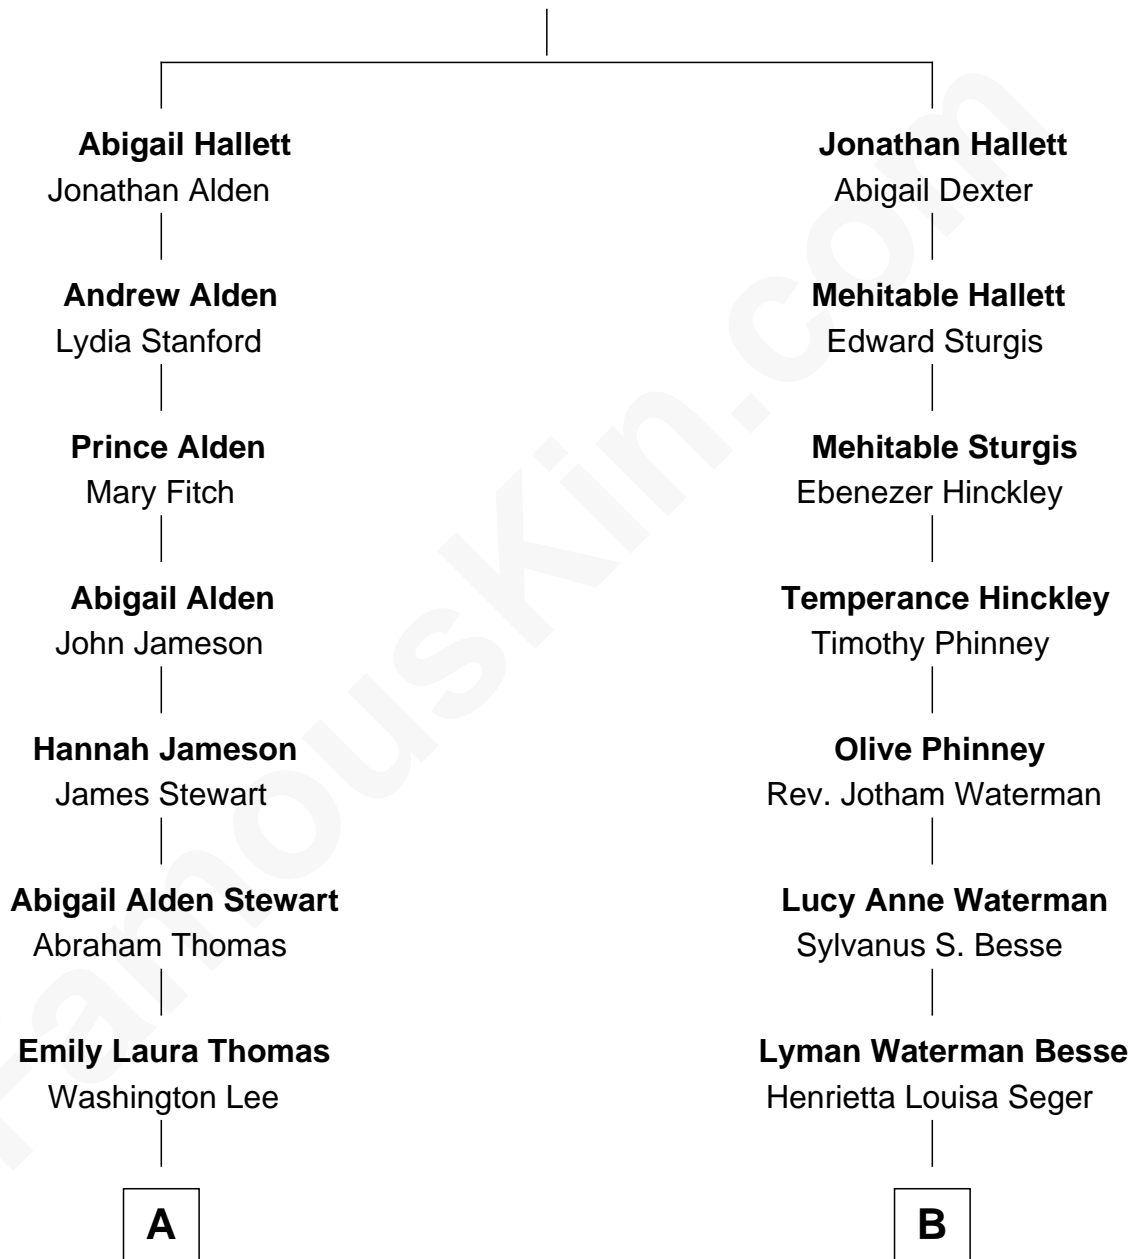 Abigail Hallett
Jonathan Alden
Jonathan Hallett
Abigail Dexter
Andrew Alden
Lydia Stanford
Mehitable Hallett
Edward Sturgis
Prince Alden
Mary Fitch
Mehitable Sturgis
Ebenezer Hinckley
Abigail Alden
John Jameson
Temperance Hinckley
Timothy Phinney
Hannah Jameson
James Stewart
Olive Phinney
Rev. Jotham Waterman
Abigail Alden Stewart
Abraham Thomas
Lucy Anne Waterman
Sylvanus S. Besse
Emily Laura Thomas
Washington Lee
Lyman Waterman Besse
Henrietta Louisa Seger
A
B
FamousKin.com